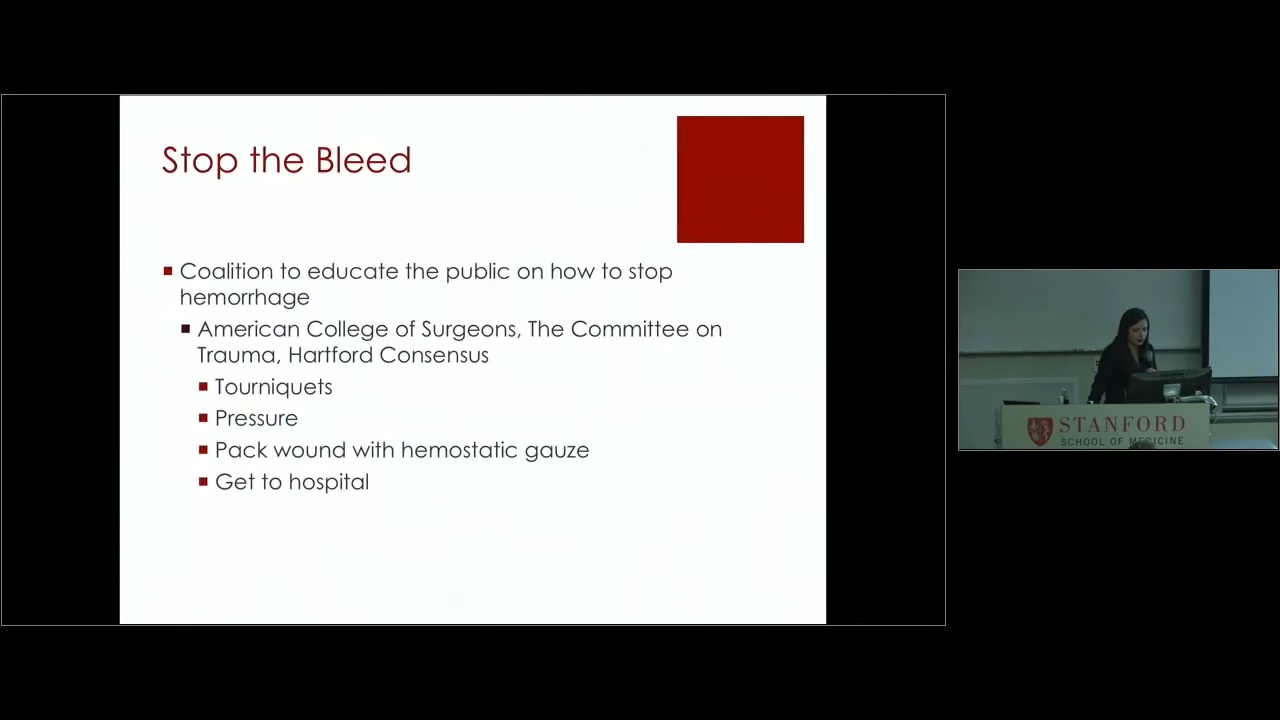 Stop the Bleed
Coalition to educate the public on how to stop
hemorrhage
American College of Surgeons, The Committee on
Trauma, Hartford Consensus
Tourniquets
Pressure
Pack wound with hemostatic gauze
Get to hospital
STANFORD
SCHOOL OF MEDICINE